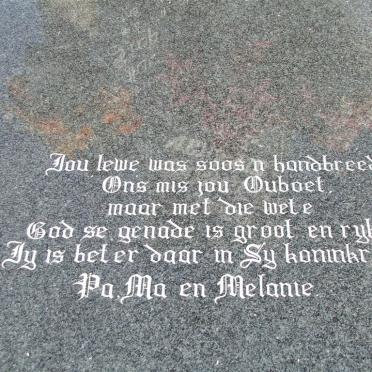 Jou lewe was soos 'n handbreed
Ons mis jou Ouboet,
maar met die wete
God se genade is groot en ryk
Jy is beter daar in Sy koninkr
Pa, Ma en Melanie.